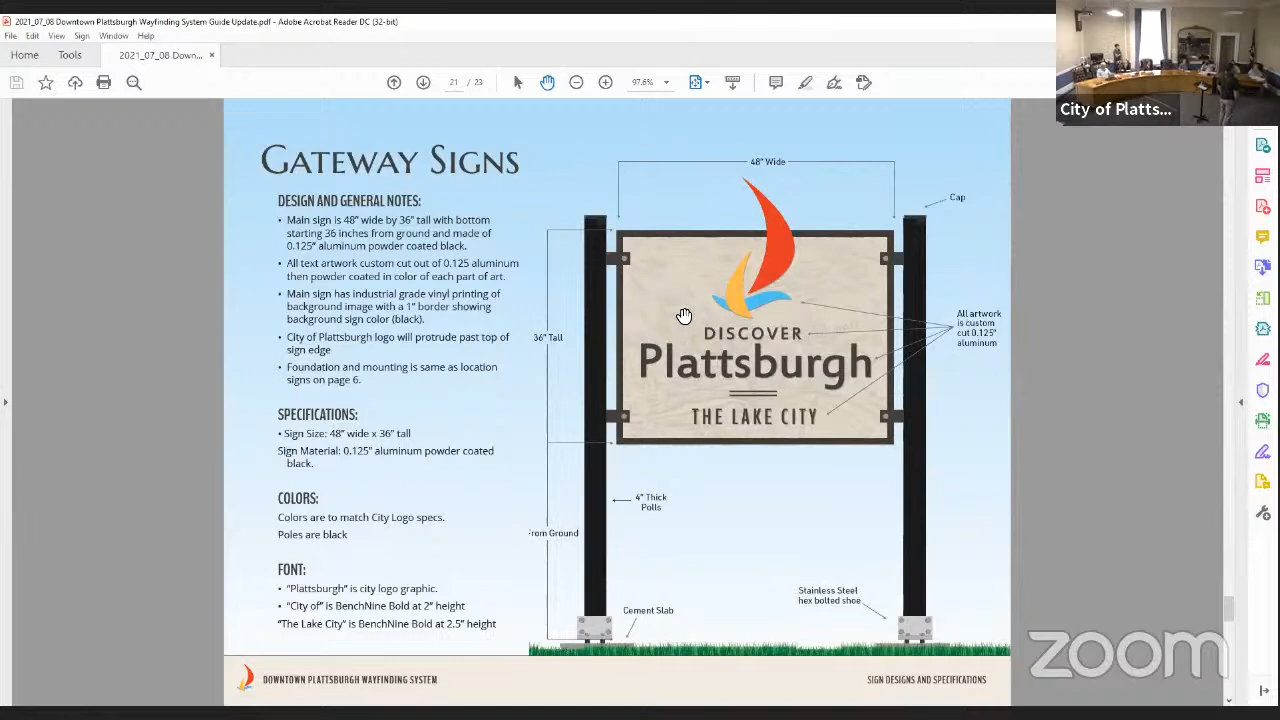 2021_07_08 Downtown Plattsburgh Wayfinding System Guide Update.pdf - Adobe Acrobat Reader DC (32-bit)
File Edit View Sign Window Help
Home Tools 2021_07_08 Down... ×
21 / 23 97.6%
City of Platts...
GATEWAY SIGNS
DESIGN AND GENERAL NOTES:
• Main sign is 48" wide by 36" tall with bottom
starting 36 inches from ground and made of
0.125" aluminum powder coated black.
• All text artwork custom cut out of 0.125 aluminum
then powder coated in color of each part of art.
• Main sign has industrial grade vinyl printing of
background image with a 1" border showing
background sign color (black).
• City of Plattsburgh logo will protrude past top of
sign edge
• Foundation and mounting is same as location
signs on page 6.
SPECIFICATIONS:
• Sign Size: 48" wide x 36" tall
Sign Material: 0.125" aluminum powder coated
black.
COLORS:
Colors are to match City Logo specs.
Poles are black
FONT:
• "Plattsburgh" is city logo graphic.
• "City of" is BenchNine Bold at 2" height
"The Lake City" is BenchNine Bold at 2.5" height
48" Wide
Cap
36" Tall
DISCOVER
Plattsburgh
THE LAKE CITY
All artwork
is custom
cut 0.125"
aluminum
4" Thick
Polls
From Ground
Cement Slab
Stainless Steel
hex bolted shoe
DOWNTOWN PLATTSBURGH WAYFINDING SYSTEM
SIGN DESIGNS AND SPECIFICATIONS
zoom